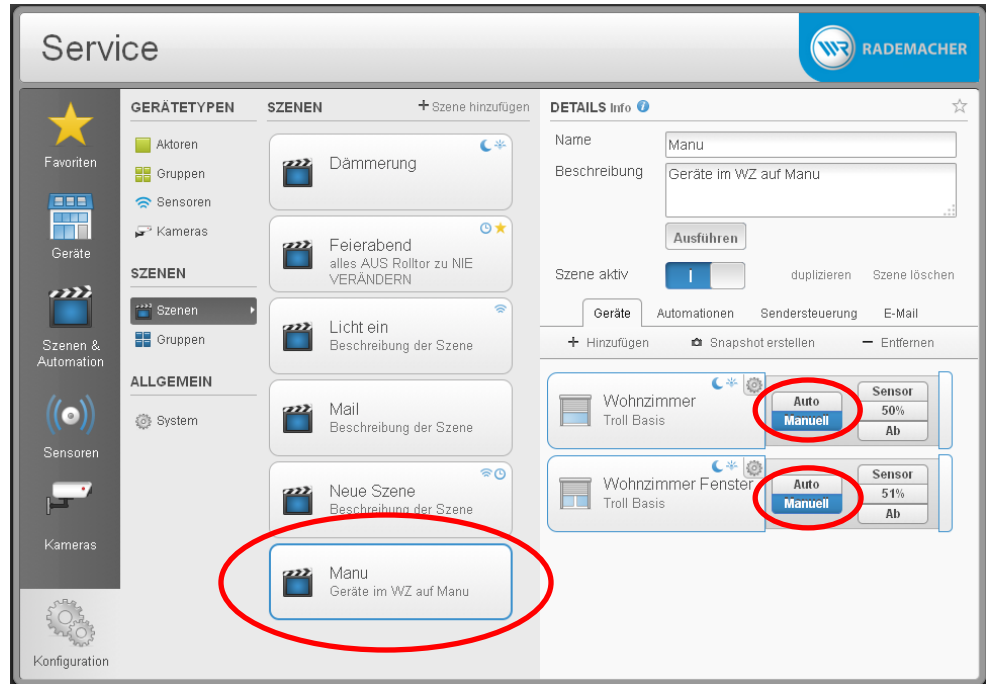 Service
RADEMACHER
Favoriten
Geräte
Szenen &
Automation
Sensoren
Kameras
Konfiguration
GERÄTETYPEN
Aktoren
Gruppen
Sensoren
Kameras
SZENEN
Szenen
Gruppen
ALLGEMEIN
System
SZENEN
+ Szene hinzufügen
Dämmerung
Feierabend
alles AUS Rolltor zu NIE
VERÄNDERN
Licht ein
Beschreibung der Szene
Mail
Beschreibung der Szene
Neue Szene
Beschreibung der Szene
Manu
Geräte im WZ auf Manu
DETAILS Info
Name
Manu
Beschreibung
Geräte im WZ auf Manu
Ausführen
Szene aktiv
I
duplizieren
Szene löschen
Geräte
Automationen
Sendersteuerung
E-Mail
+ Hinzufügen
Snapshot erstellen
− Entfernen
Wohnzimmer
Troll Basis
Auto
Manuell
Sensor
50%
Ab
Wohnzimmer Fenster
Troll Basis
Auto
Manuell
Sensor
51%
Ab